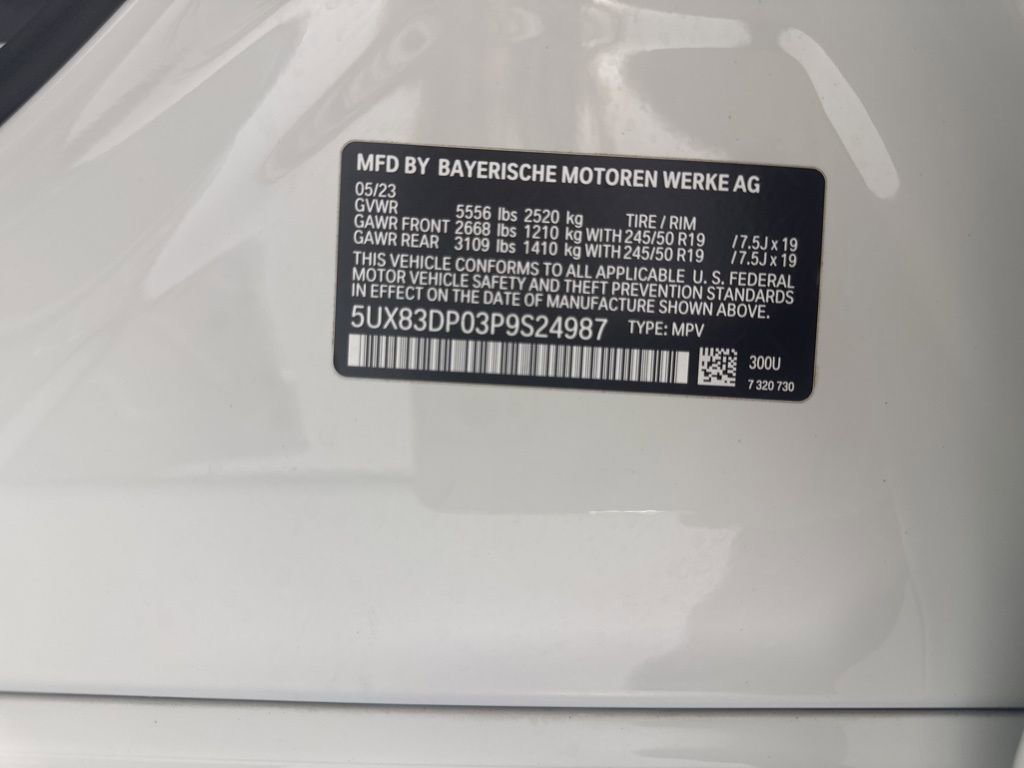 MFD BY BAYERISCHE MOTOREN WERKE AG
05/23
GVWR 5556 lbs 2520 kg TIRE / RIM
GAWR FRONT 2668 lbs 1210 kg WITH 245/50 R19 / 7.5J x 19
GAWR REAR 3109 lbs 1410 kg WITH 245/50 R19 / 7.5J x 19
THIS VEHICLE CONFORMS TO ALL APPLICABLE U. S. FEDERAL
MOTOR VEHICLE SAFETY AND THEFT PREVENTION STANDARDS
IN EFFECT ON THE DATE OF MANUFACTURE SHOWN ABOVE.
5UX83DP03P9S24987 TYPE: MPV
300U
7 320 730